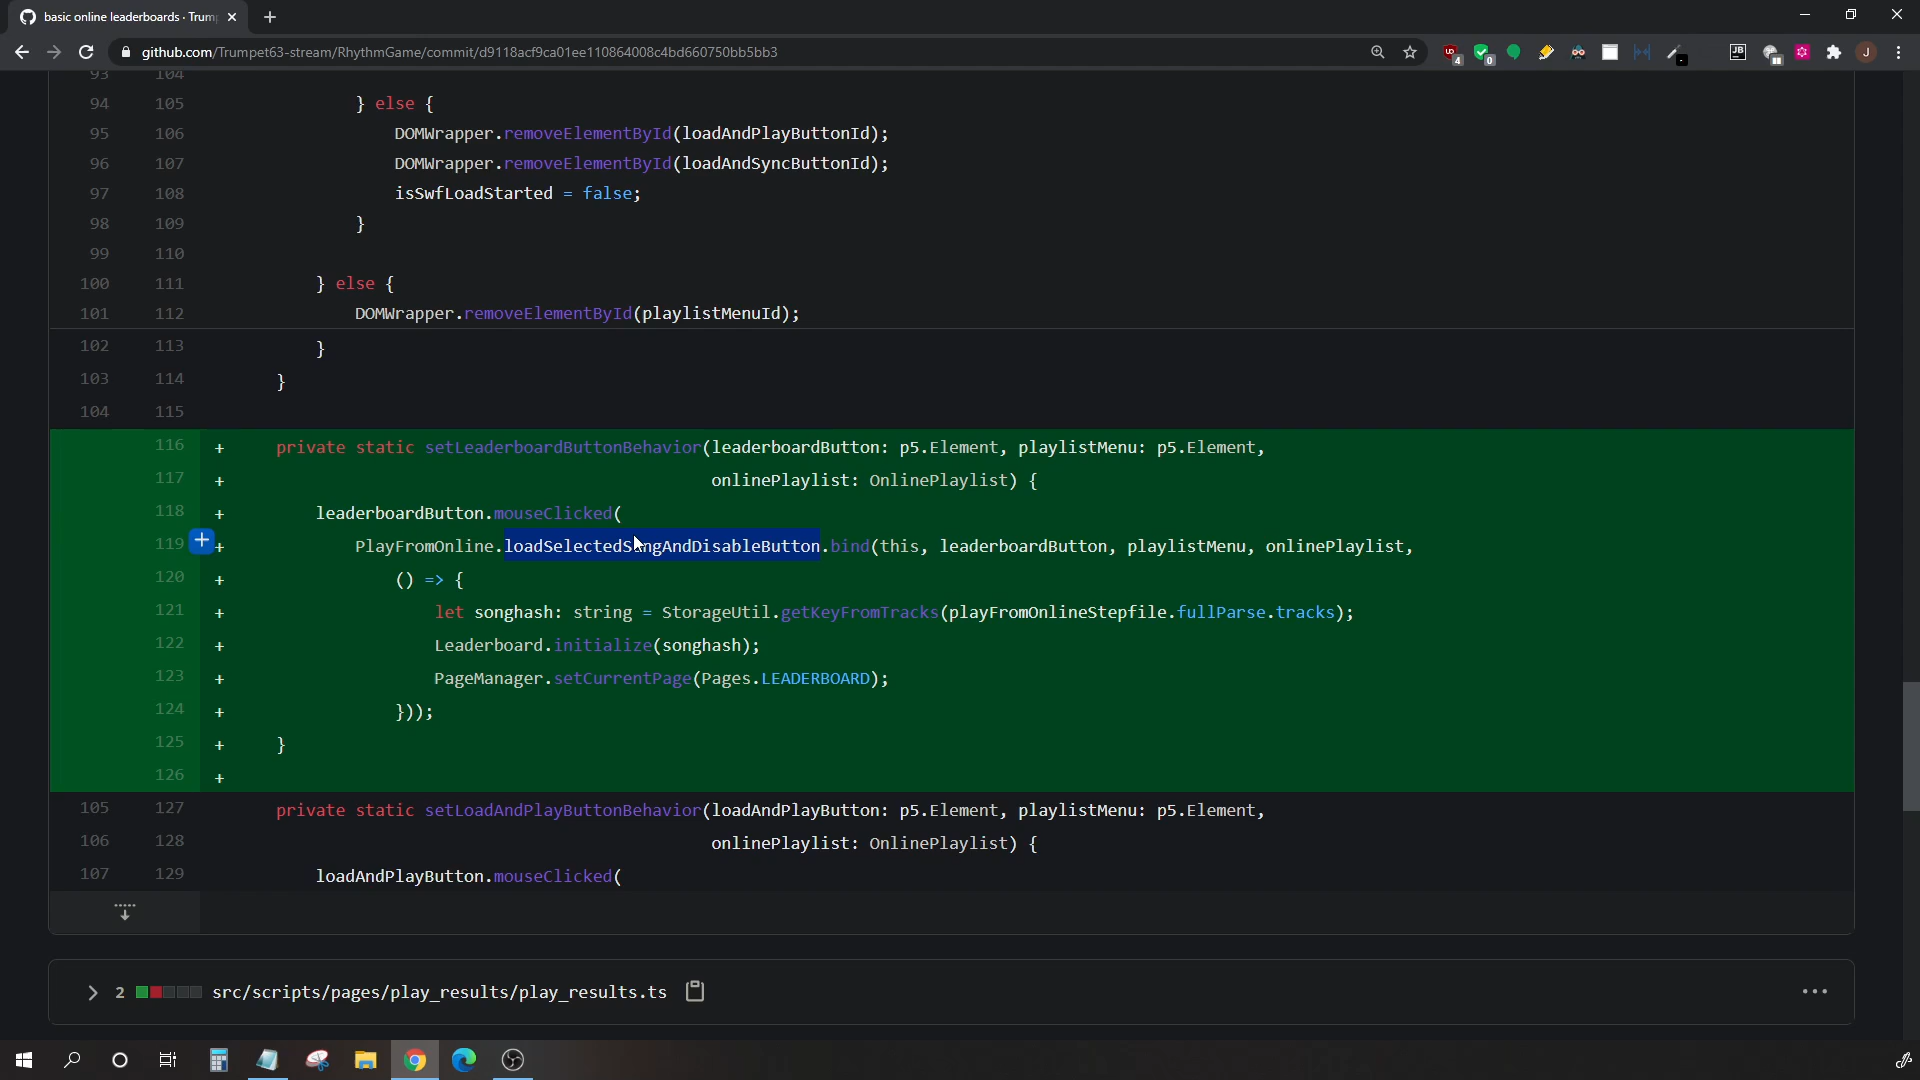 basic online leaderboards · Trump
github.com/Trumpet63-stream/RhythmGame/commit/d9118acf9ca01ee110864008c4bd660750bb5bb3
93 104
94 105 } else {
95 106 DOMWrapper.removeElementById(loadAndPlayButtonId);
96 107 DOMWrapper.removeElementById(loadAndSyncButtonId);
97 108 isSwfLoadStarted = false;
98 109 }
99 110
100 111 } else {
101 112 DOMWrapper.removeElementById(playlistMenuId);
102 113 }
103 114 }
104 115
116 + private static setLeaderboardButtonBehavior(leaderboardButton: p5.Element, playlistMenu: p5.Element,
117 + onlinePlaylist: OnlinePlaylist) {
118 + leaderboardButton.mouseClicked(
119 + PlayFromOnline.loadSelectedSongAndDisableButton.bind(this, leaderboardButton, playlistMenu, onlinePlaylist,
120 + () => {
121 + let songhash: string = StorageUtil.getKeyFromTracks(playFromOnlineStepfile.fullParse.tracks);
122 + Leaderboard.initialize(songhash);
123 + PageManager.setCurrentPage(Pages.LEADERBOARD);
124 + }));
125 + }
126 +
105 127 private static setLoadAndPlayButtonBehavior(loadAndPlayButton: p5.Element, playlistMenu: p5.Element,
106 128 onlinePlaylist: OnlinePlaylist) {
107 129 loadAndPlayButton.mouseClicked(
2 src/scripts/pages/play_results/play_results.ts